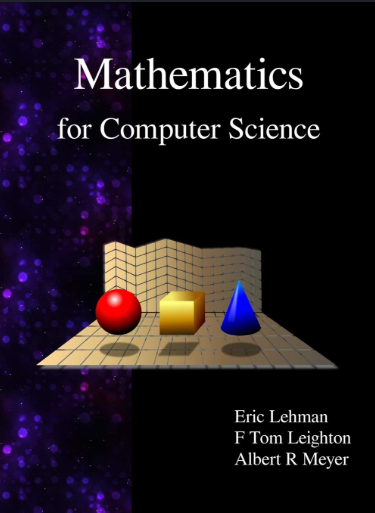 Mathematics
for Computer Science
Eric Lehman
F Tom Leighton
Albert R Meyer